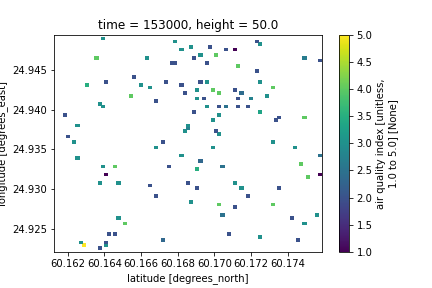 time = 153000, height = 50.0
24.945
24.940
24.935
24.930
24.925
longitude [degrees_east]
60.162 60.164 60.166 60.168 60.170 60.172 60.174
latitude [degrees_north]
5.0
4.5
4.0
3.5
3.0
2.5
2.0
1.5
1.0
air quality index [unitless,
1.0 to 5.0] [None]